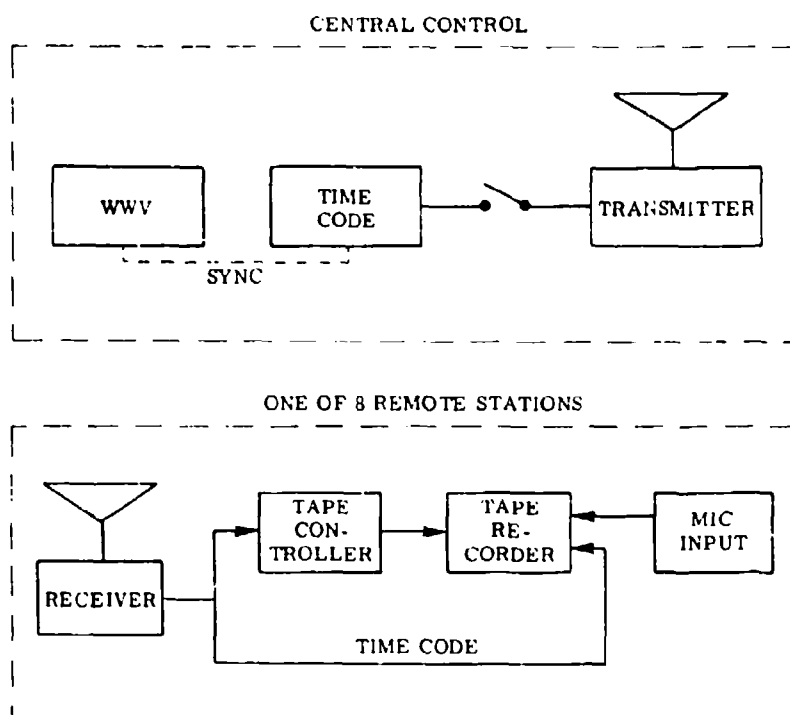 CENTRAL CONTROL
WWV
TIME
CODE
TRANSMITTER
SYNC
ONE OF 8 REMOTE STATIONS
TAPE
CON-
TROLLER
TAPE
RE-
CORDER
MIC
INPUT
RECEIVER
TIME CODE